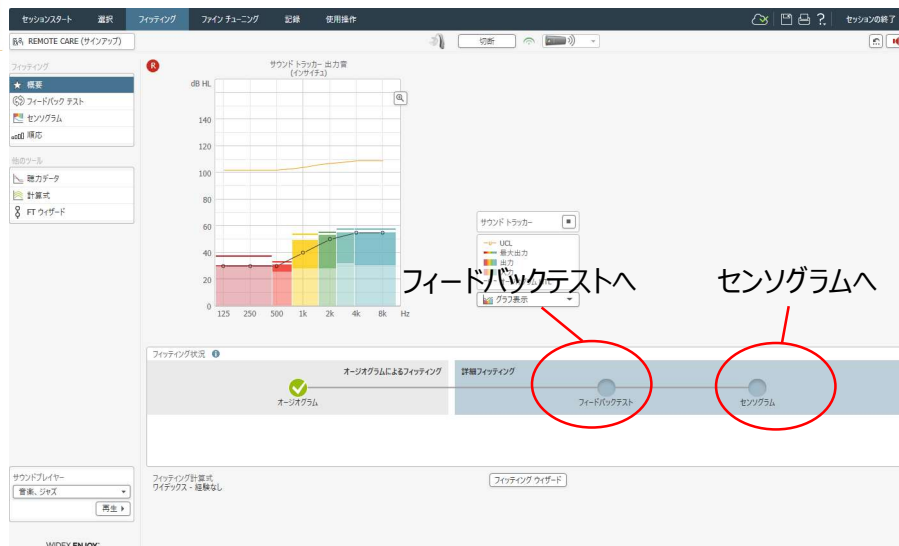 セッションスタート 選択 フィッティング ファイン チューニング 記録 使用操作 セッションの終了
REMOTE CARE (サインアップ) 切断
フィッティング
★ 概要
フィードバック テスト
センソグラム
順応
他のツール
聴力データ
計算式
FT ウィザード
R
サウンド トラッカー 出力音
(インサイチュ)
dB HL
140
120
100
80
60
40
20
0
125 250 500 1k 2k 4k 8k Hz
サウンド トラッカー
UCL
最大出力
出力
グラフ表示
フィードバックテストへ センソグラムへ
フィッティング状況
オージオグラムによるフィッティング 詳細フィッティング
オージオグラム フィードバックテスト センソグラム
サウンドプレイヤー
音楽、ジャズ
再生
フィッティング計算式
ワイデックス - 経験なし
フィッティング ウィザード
WIDEX ENJOY